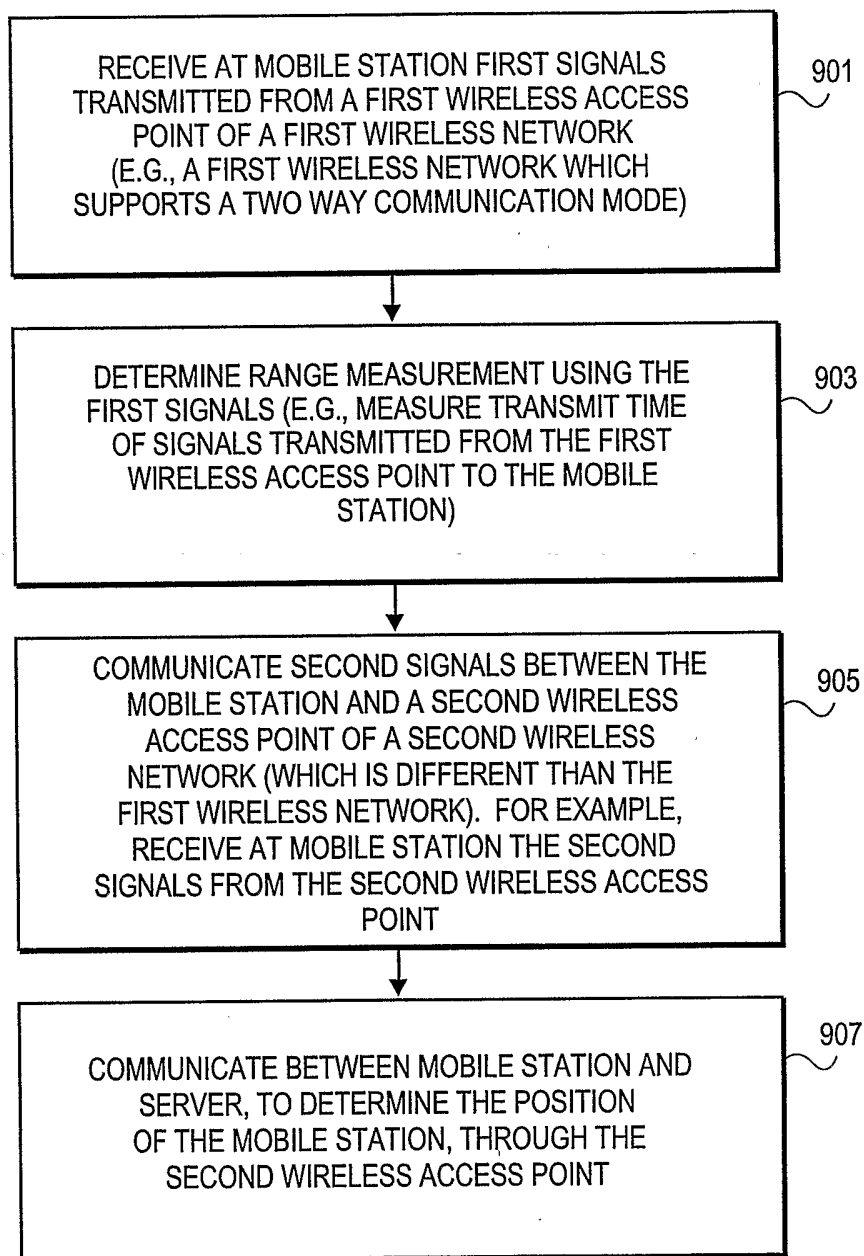 RECEIVE AT MOBILE STATION FIRST SIGNALS
TRANSMITTED FROM A FIRST WIRELESS ACCESS
POINT OF A FIRST WIRELESS NETWORK
(E.G., A FIRST WIRELESS NETWORK WHICH
SUPPORTS A TWO WAY COMMUNICATION MODE)
901
DETERMINE RANGE MEASUREMENT USING THE
FIRST SIGNALS (E.G., MEASURE TRANSMIT TIME
OF SIGNALS TRANSMITTED FROM THE FIRST
WIRELESS ACCESS POINT TO THE MOBILE
STATION)
903
COMMUNICATE SECOND SIGNALS BETWEEN THE
MOBILE STATION AND A SECOND WIRELESS
ACCESS POINT OF A SECOND WIRELESS
NETWORK (WHICH IS DIFFERENT THAN THE
FIRST WIRELESS NETWORK). FOR EXAMPLE,
RECEIVE AT MOBILE STATION THE SECOND
SIGNALS FROM THE SECOND WIRELESS ACCESS
POINT
905
COMMUNICATE BETWEEN MOBILE STATION AND
SERVER, TO DETERMINE THE POSITION
OF THE MOBILE STATION, THROUGH THE
SECOND WIRELESS ACCESS POINT
907